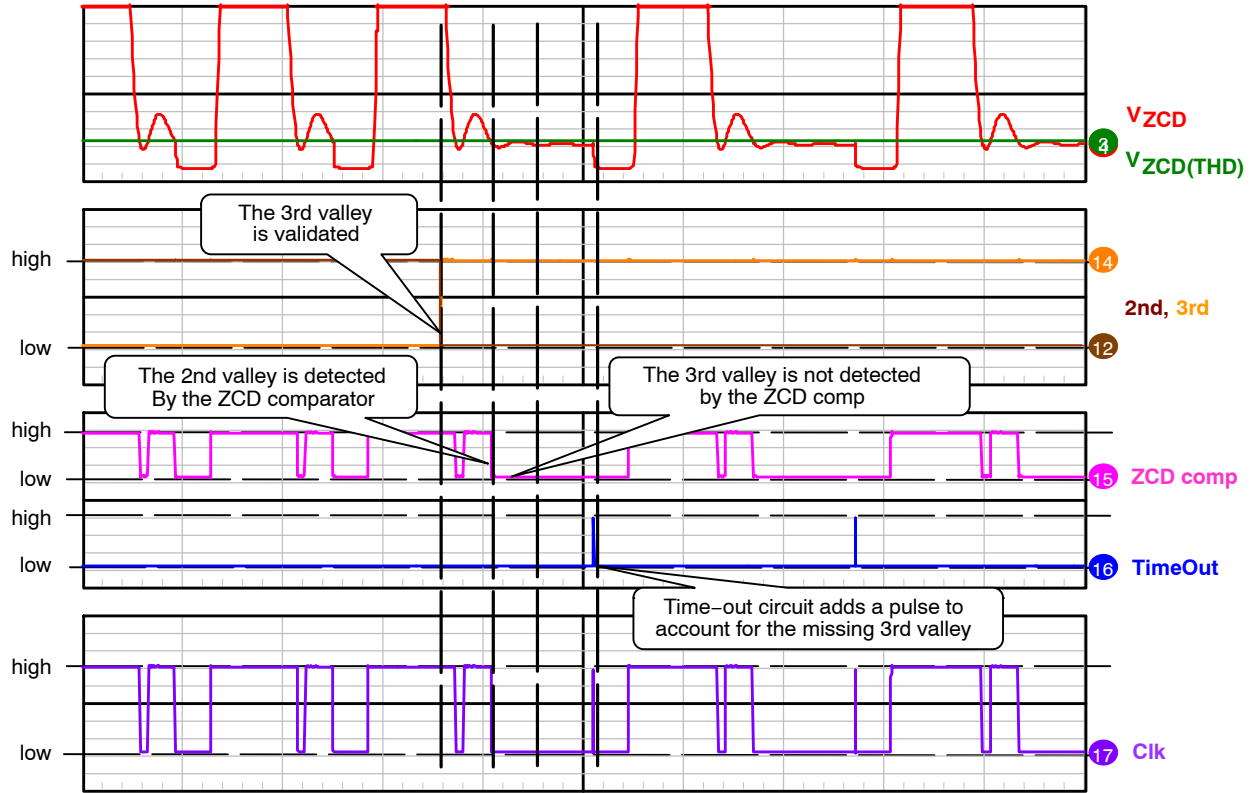 VZCD
VZCD(THD)
The 3rd valley
is validated
high
14
2nd, 3rd
low
12
The 2nd valley is detected
By the ZCD comparator
The 3rd valley is not detected
by the ZCD comp
high
low
15
ZCD comp
high
low
16
TimeOut
Time−out circuit adds a pulse to
account for the missing 3rd valley
high
low
17
Clk